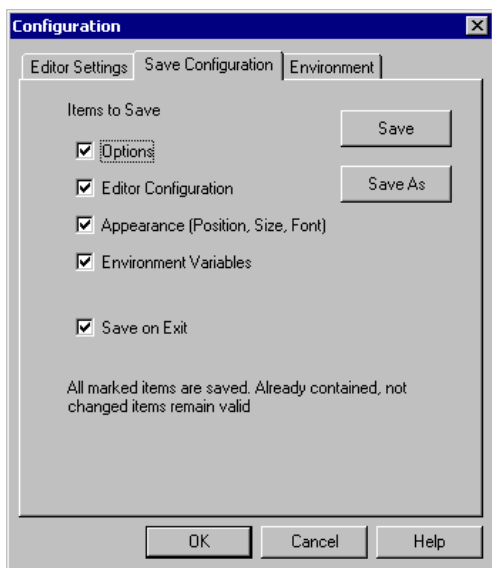 Configuration
Editor Settings Save Configuration Environment
Items to Save
Save
Options
Editor Configuration
Save As
Appearance (Position, Size, Font)
Environment Variables
Save on Exit
All marked items are saved. Already contained, not
changed items remain valid
OK Cancel Help